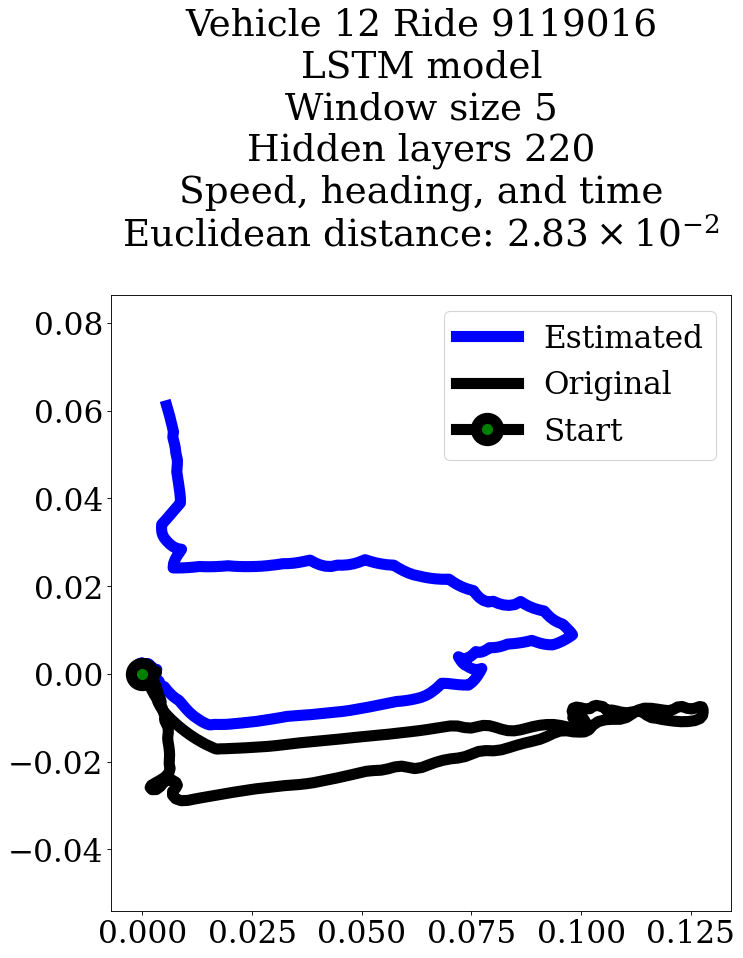 Vehicle 12 Ride 9119016
LSTM model
Window size 5
Hidden layers 220
Speed, heading, and time
Euclidean distance: 2.83 × 10⁻²
Estimated
Original
Start
0.08
0.06
0.04
0.02
0.00
−0.02
−0.04
0.000 0.025 0.050 0.075 0.100 0.125